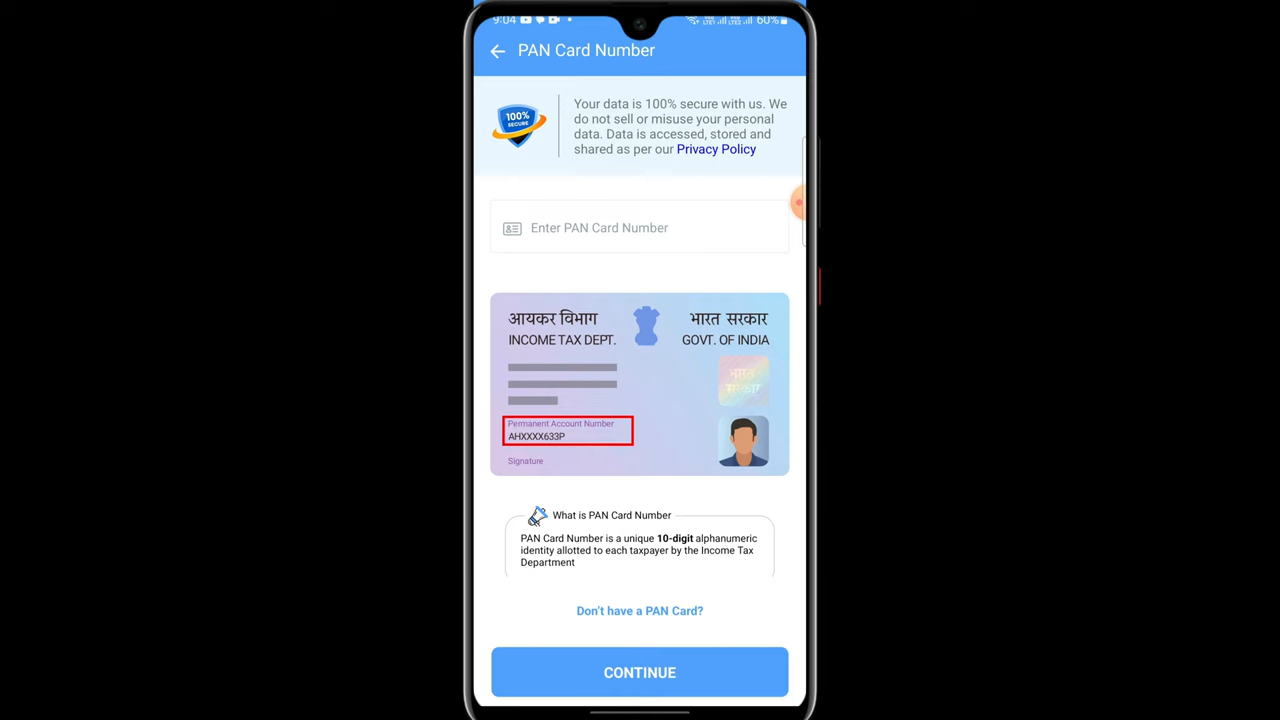 9:04
60%
PAN Card Number
100%
SECURE
Your data is 100% secure with us. We
do not sell or misuse your personal
data. Data is accessed, stored and
shared as per our Privacy Policy
Enter PAN Card Number
आयकर विभाग
भारत सरकार
INCOME TAX DEPT.
GOVT. OF INDIA
भारत
सरकार
Permanent Account Number
AHXXXX633P
Signature
What is PAN Card Number
PAN Card Number is a unique 10-digit alphanumeric
identity allotted to each taxpayer by the Income Tax
Department
Don't have a PAN Card?
CONTINUE